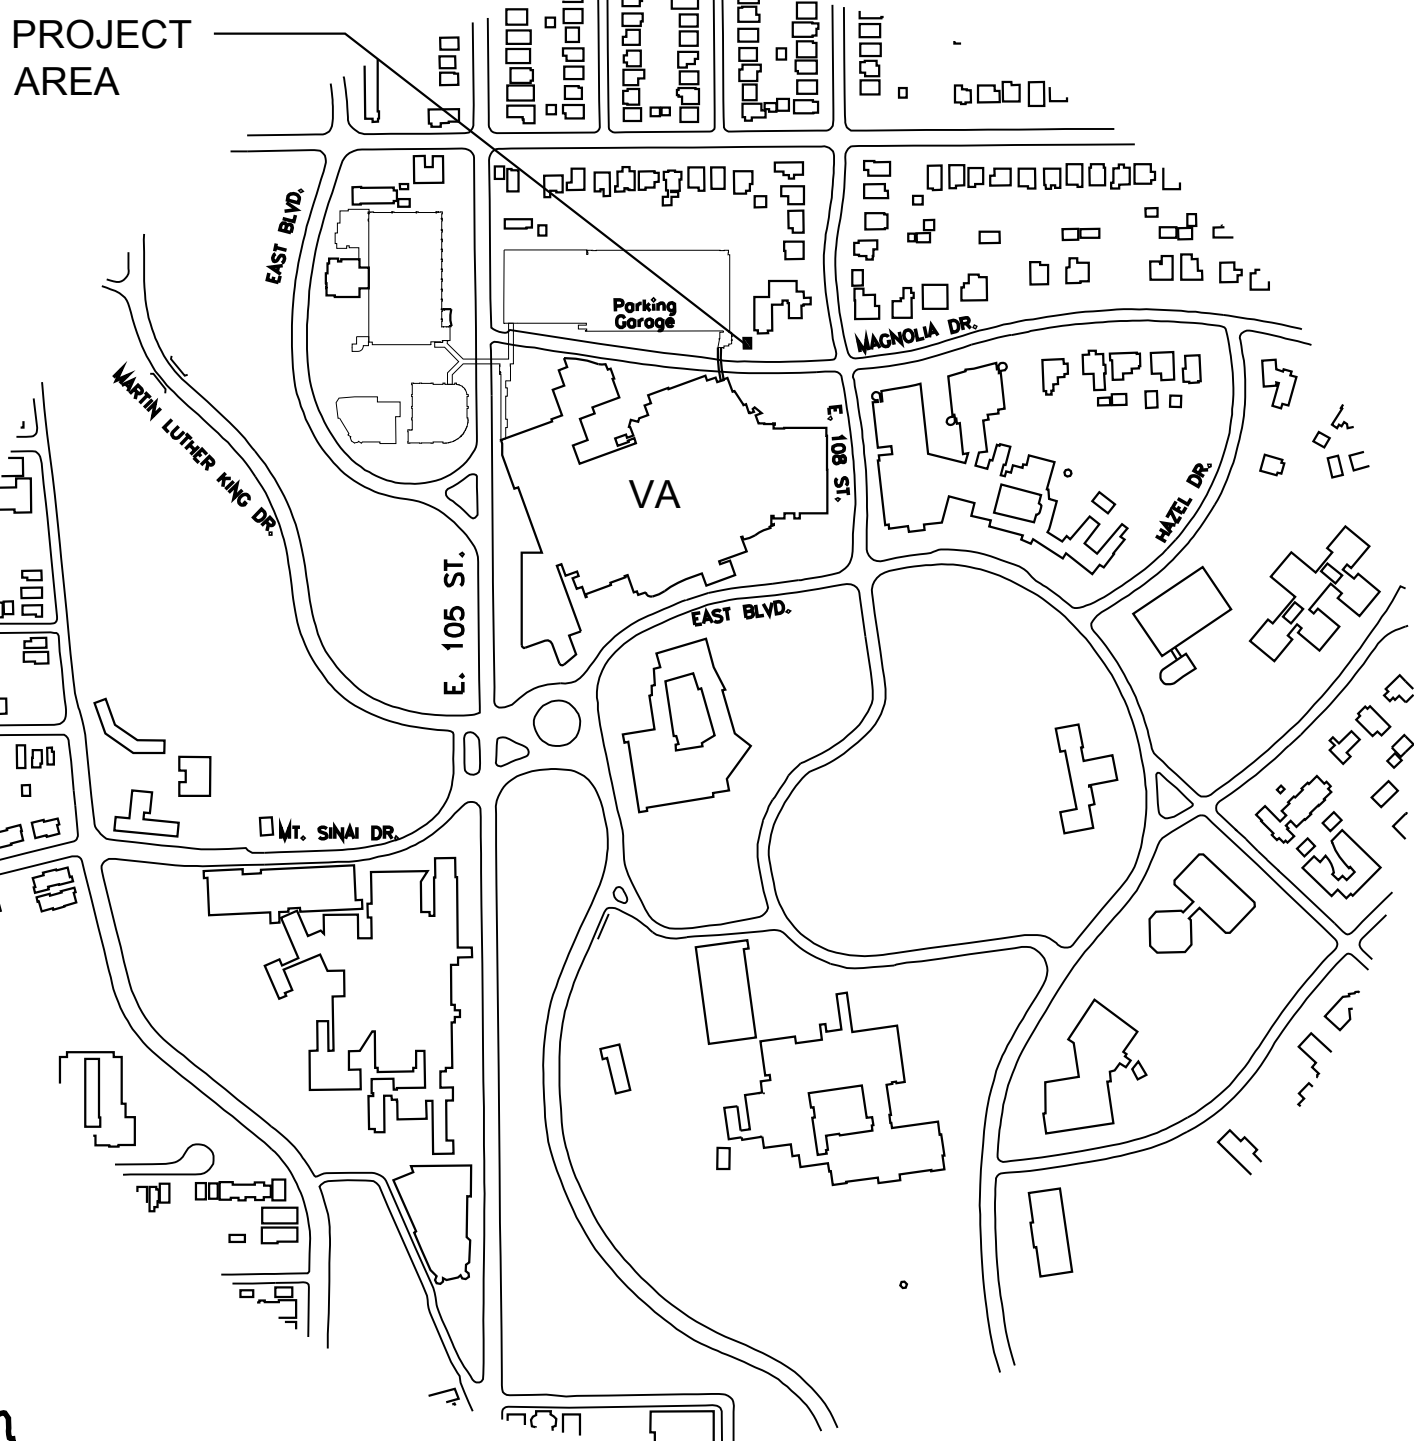 PROJECT
AREA
EAST BLVD.
Parking
Garage
MAGNOLIA DR.
MARTIN LUTHER KING DR.
E. 108 ST.
VA
HAZEL DR.
E. 105 ST.
EAST BLVD.
MT. SINAI DR.